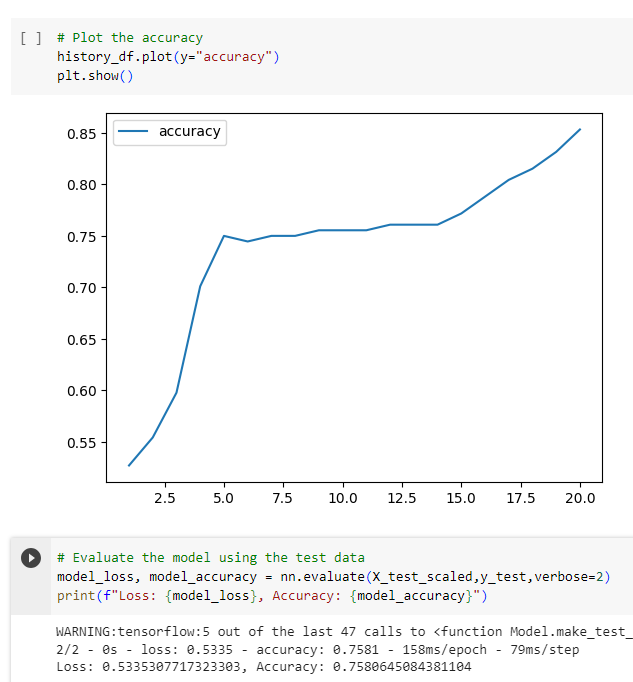 [ ] # Plot the accuracy
history_df.plot(y="accuracy")
plt.show()
accuracy
0.85
0.80
0.75
0.70
0.65
0.60
0.55
2.5 5.0 7.5 10.0 12.5 15.0 17.5 20.0
# Evaluate the model using the test data
model_loss, model_accuracy = nn.evaluate(X_test_scaled,y_test,verbose=2)
print(f"Loss: {model_loss}, Accuracy: {model_accuracy}")
WARNING:tensorflow:5 out of the last 47 calls to <function Model.make_test_
2/2 - 0s - loss: 0.5335 - accuracy: 0.7581 - 158ms/epoch - 79ms/step
Loss: 0.5335307717323303, Accuracy: 0.7580645084381104